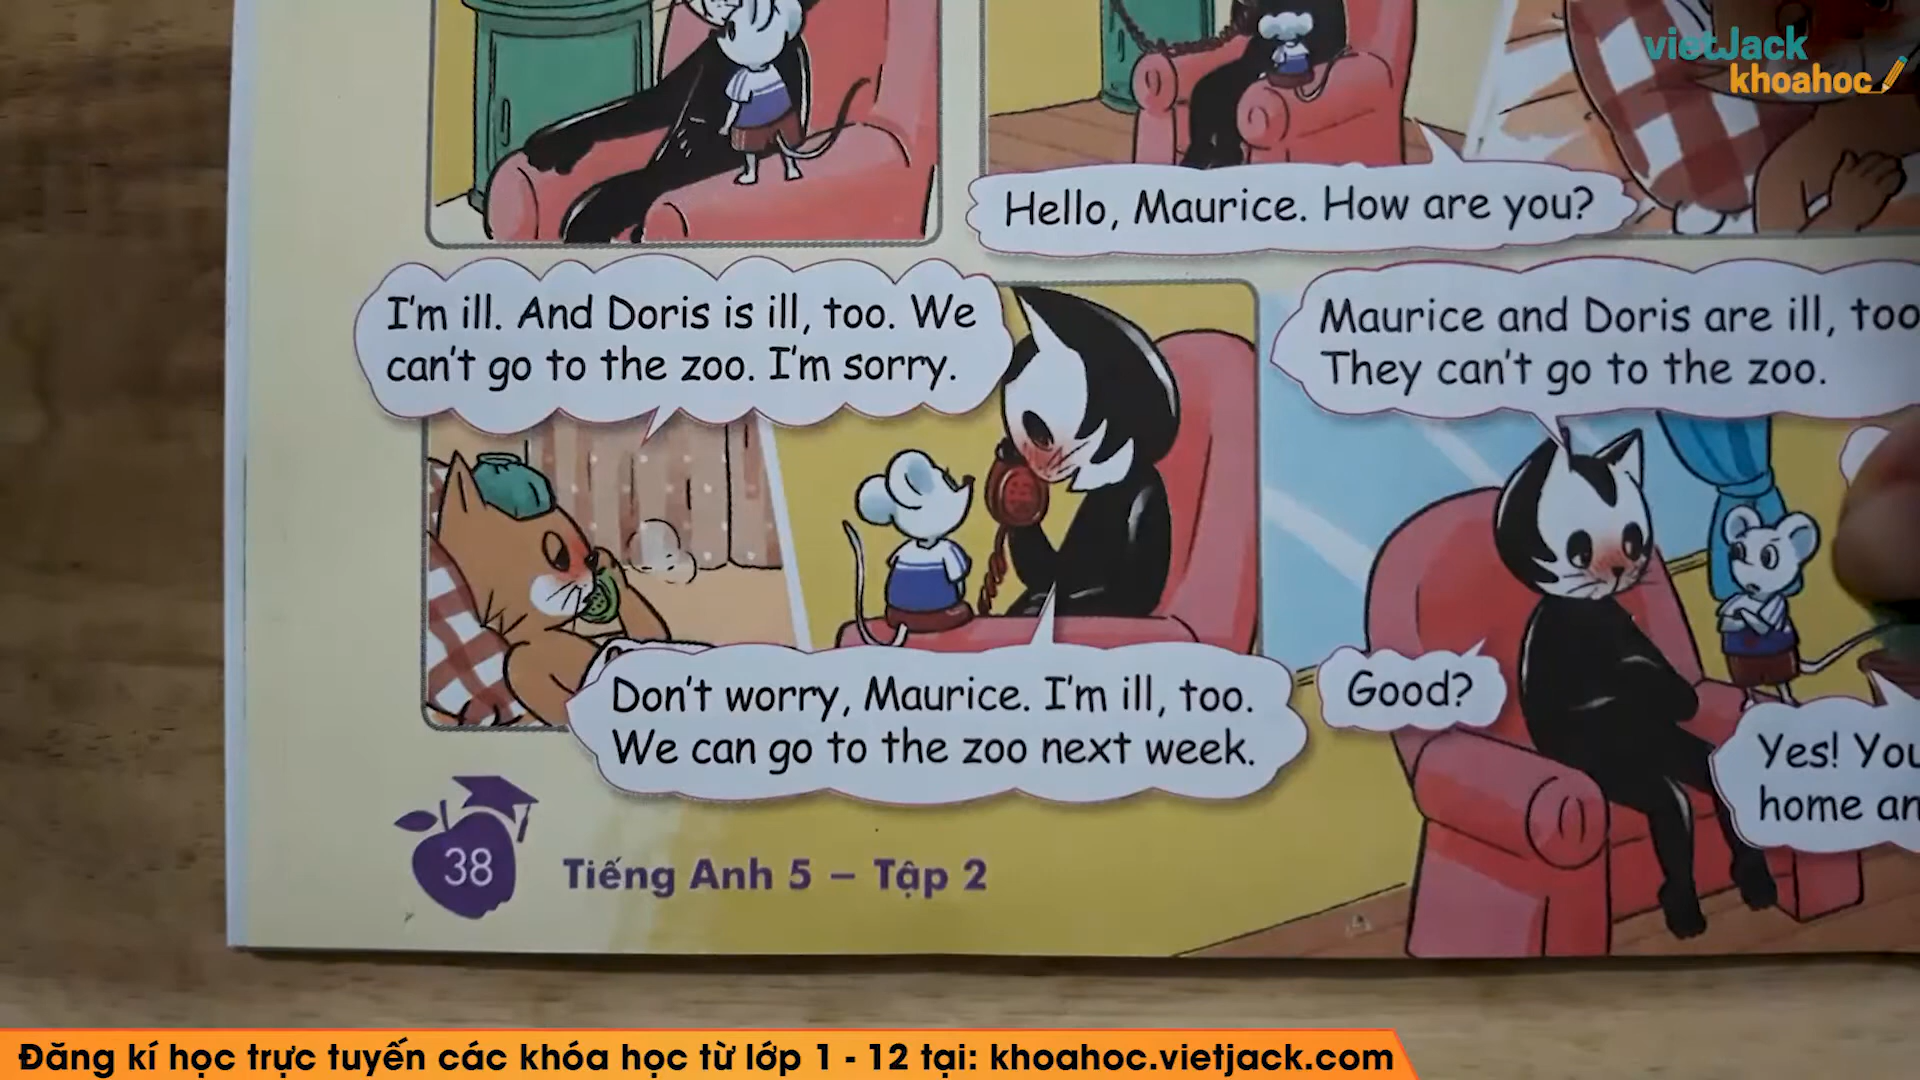 vietJack
khoahoc
Hello, Maurice. How are you?
I'm ill. And Doris is ill, too. We
can't go to the zoo. I'm sorry.
Maurice and Doris are ill, too
They can't go to the zoo.
Don't worry, Maurice. I'm ill, too.
We can go to the zoo next week.
Good?
Yes! You
home an
38
Tiếng Anh 5 – Tập 2
Đăng kí học trực tuyến các khóa học từ lớp 1 - 12 tại: khoahoc.vietjack.com